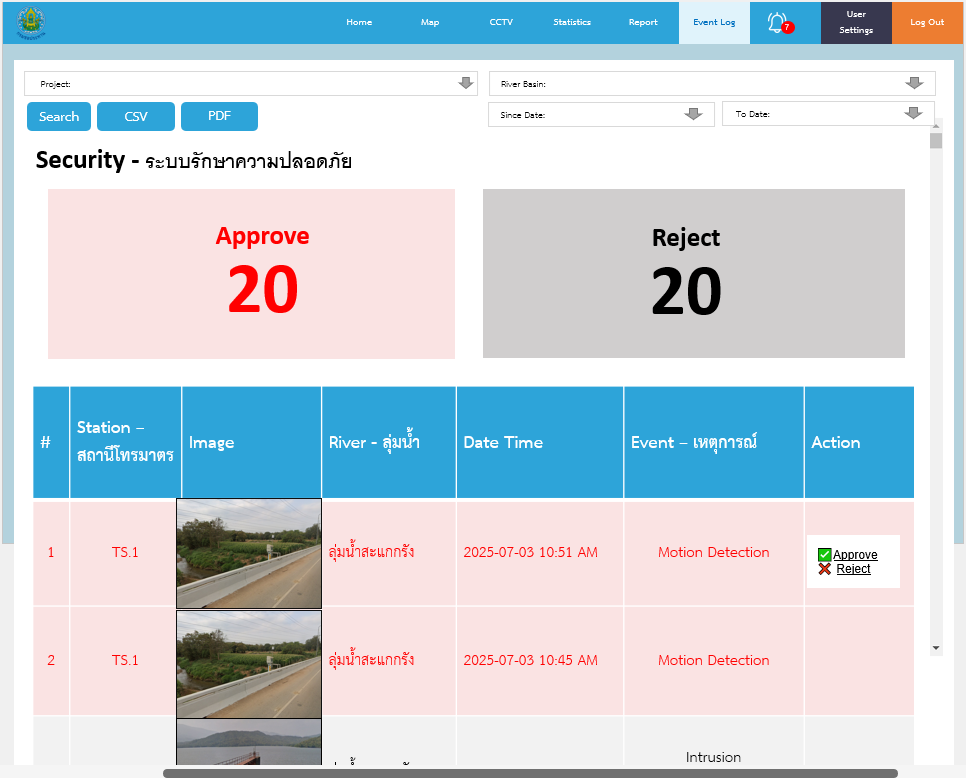 Home Map CCTV Statistics Report Event Log 7 User Settings Log Out
Project:
River Basin:
Search CSV PDF
Since Date:
To Date:
Security - ระบบรักษาความปลอดภัย
Approve
20
Reject
20
# Station – สถานีโทรมาตร Image River - ลุ่มน้ำ Date Time Event – เหตุการณ์ Action
1 TS.1 ลุ่มน้ำสะแกกรัง 2025-07-03 10:51 AM Motion Detection
Approve
Reject
2 TS.1 ลุ่มน้ำสะแกกรัง 2025-07-03 10:45 AM Motion Detection
Intrusion